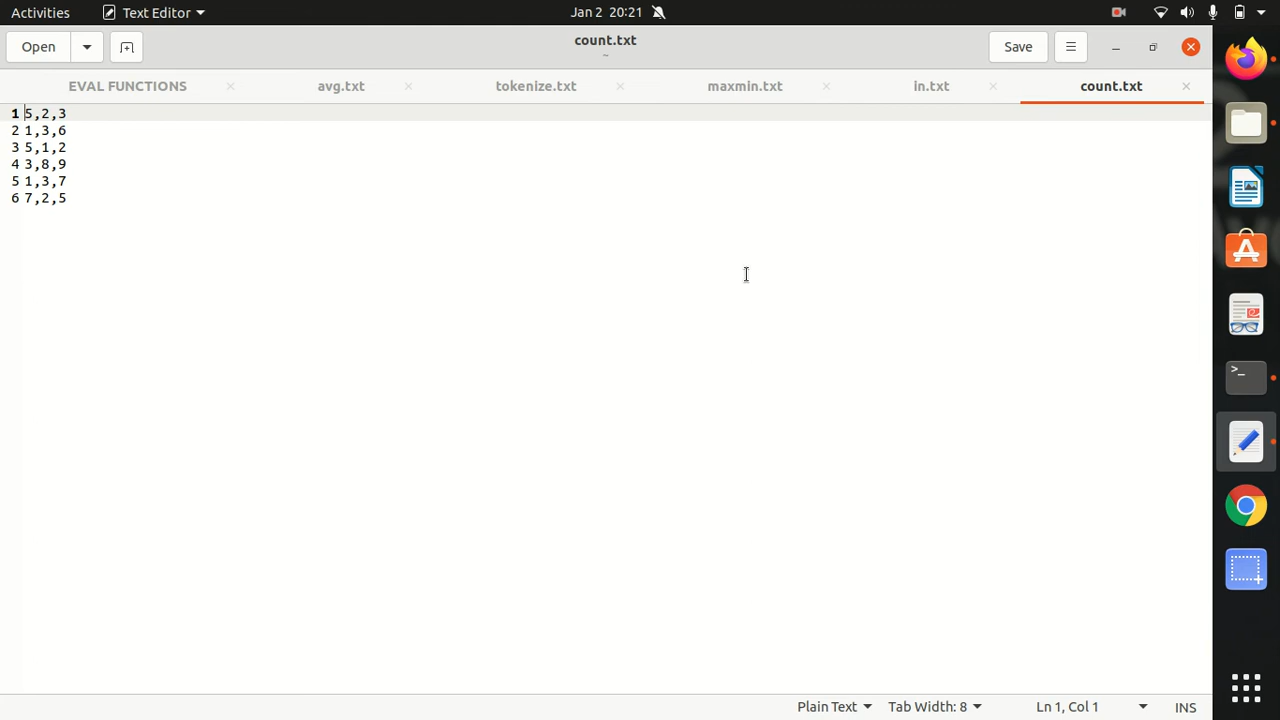 Activities Text Editor Jan 2 20:21
Open count.txt Save
~
EVAL FUNCTIONS avg.txt tokenize.txt maxmin.txt in.txt count.txt
1 5,2,3
2 1,3,6
3 5,1,2
4 3,8,9
5 1,3,7
6 7,2,5
Plain Text Tab Width: 8 Ln 1, Col 1 INS